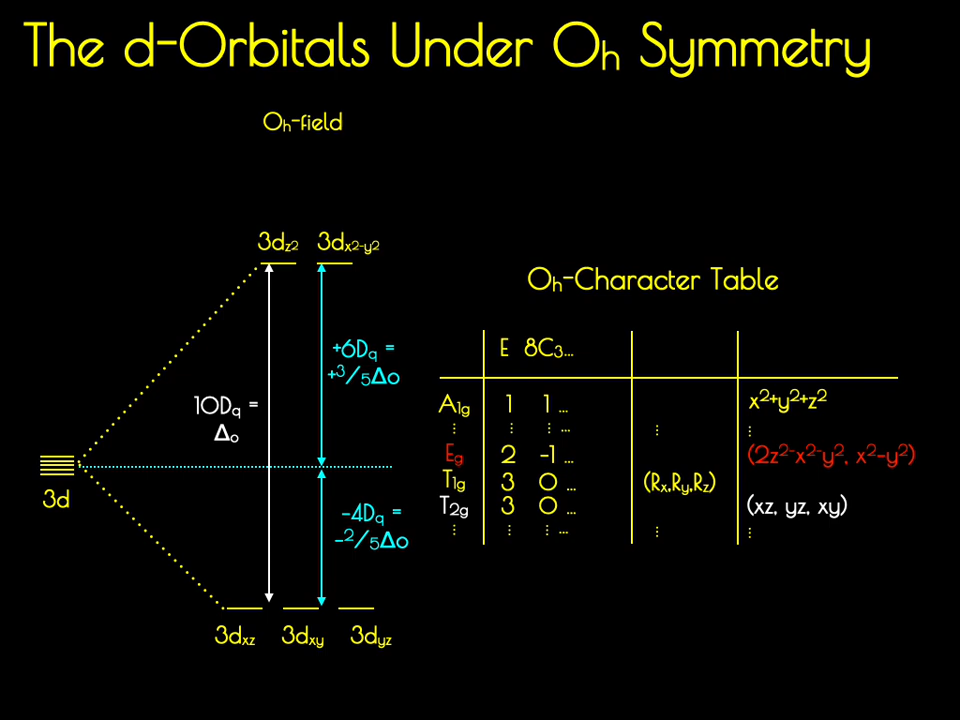 The d-Orbitals Under Oh Symmetry
Oh-field
3dz2 3dx2-y2
+6Dq =
+3/5Δo
10Dq =
Δo
3d
-4Dq =
-2/5Δo
3dxz 3dxy 3dyz
Oh-Character Table
E 8C3...
A1g 1 1 ... x2+y2+z2
⋮ ⋮ ⋮ ... ⋮ ⋮
Eg 2 -1 ... (2z2-x2-y2, x2-y2)
T1g 3 0 ... (Rx,Ry,Rz)
T2g 3 0 ... (xz, yz, xy)
⋮ ⋮ ⋮ ... ⋮ ⋮